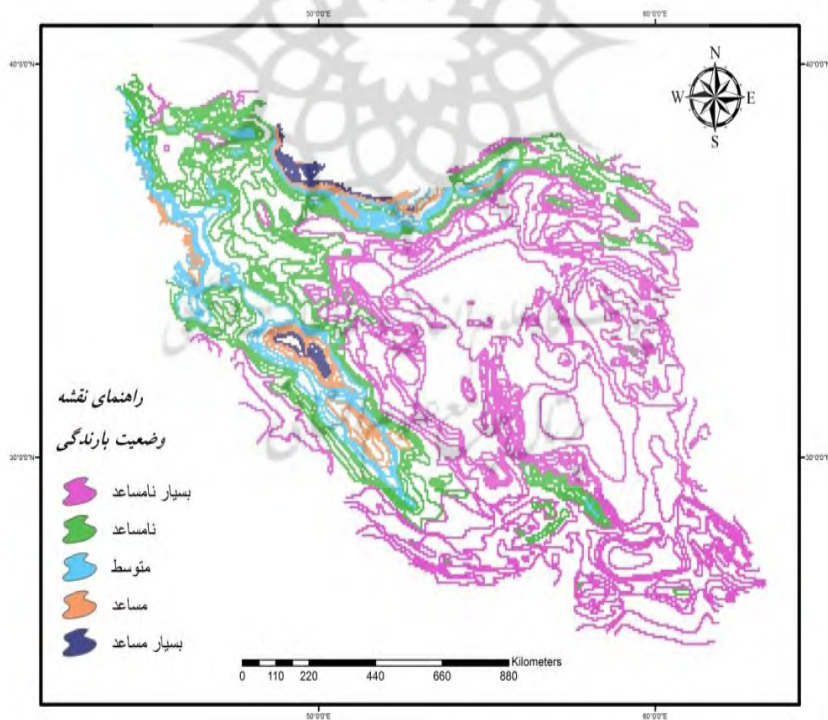 50°0'0"E 60°0'0"E
40°0'0"N 40°0'0"N
N
W E
S
راهنمای نقشه
وضعیت بارندگی
30°0'0"N 30°0'0"N
بسیار نامساعد
نامساعد
متوسط
مساعد
بسیار مساعد
Kilometers
0 110 220 440 660 880
50°0'0"E 60°0'0"E